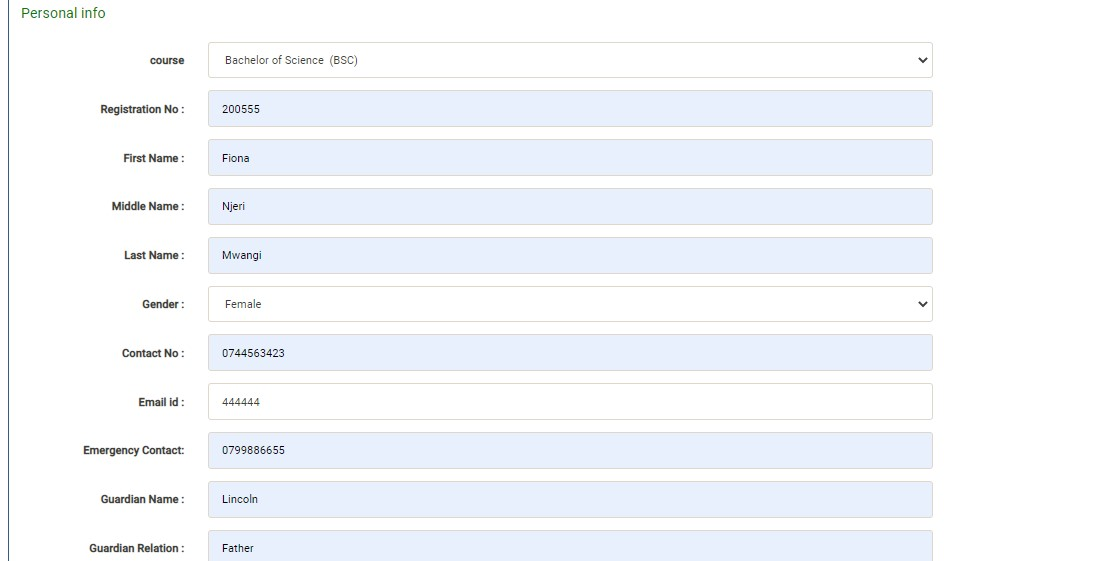 Personal info
course Bachelor of Science (BSC)
Registration No : 200555
First Name : Fiona
Middle Name : Njeri
Last Name : Mwangi
Gender : Female
Contact No : 0744563423
Email id : 444444
Emergency Contact: 0799886655
Guardian Name : Lincoln
Guardian Relation : Father